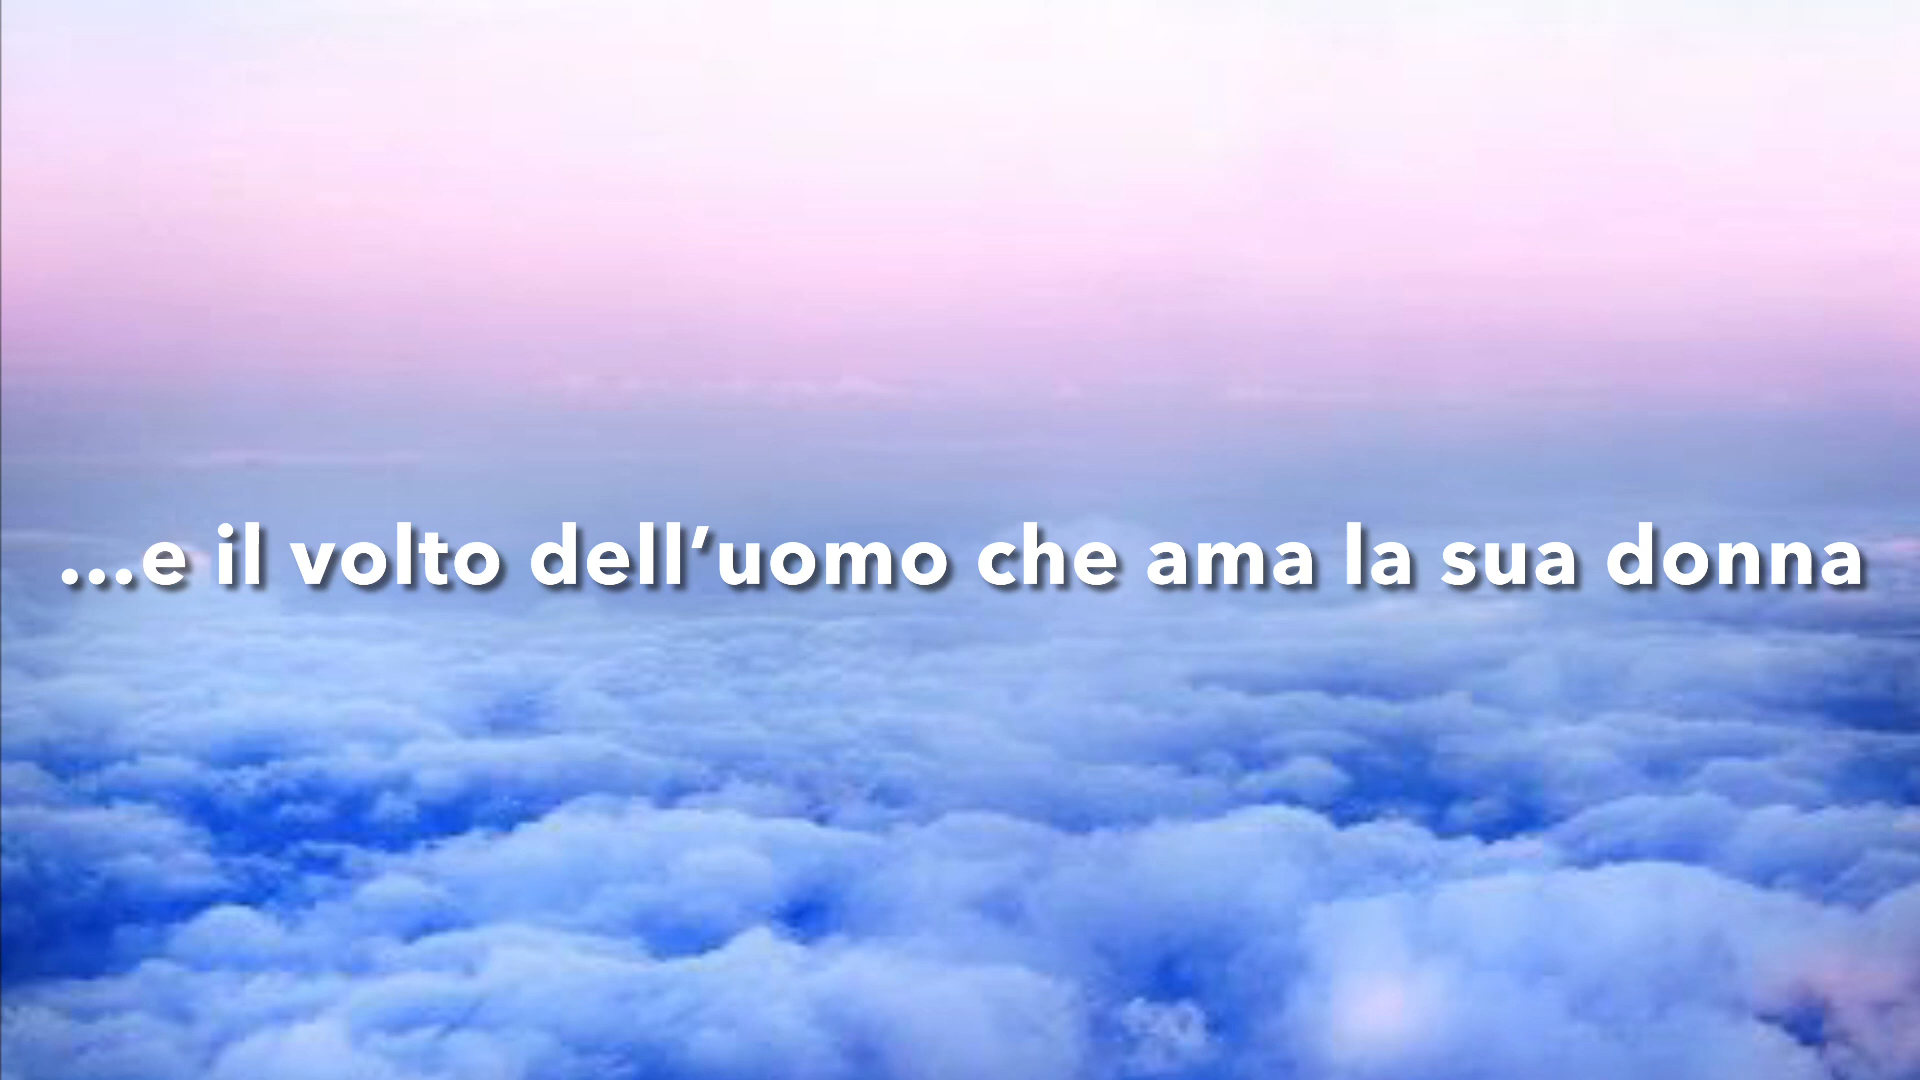 ...e il volto dell’uomo che ama la sua donna